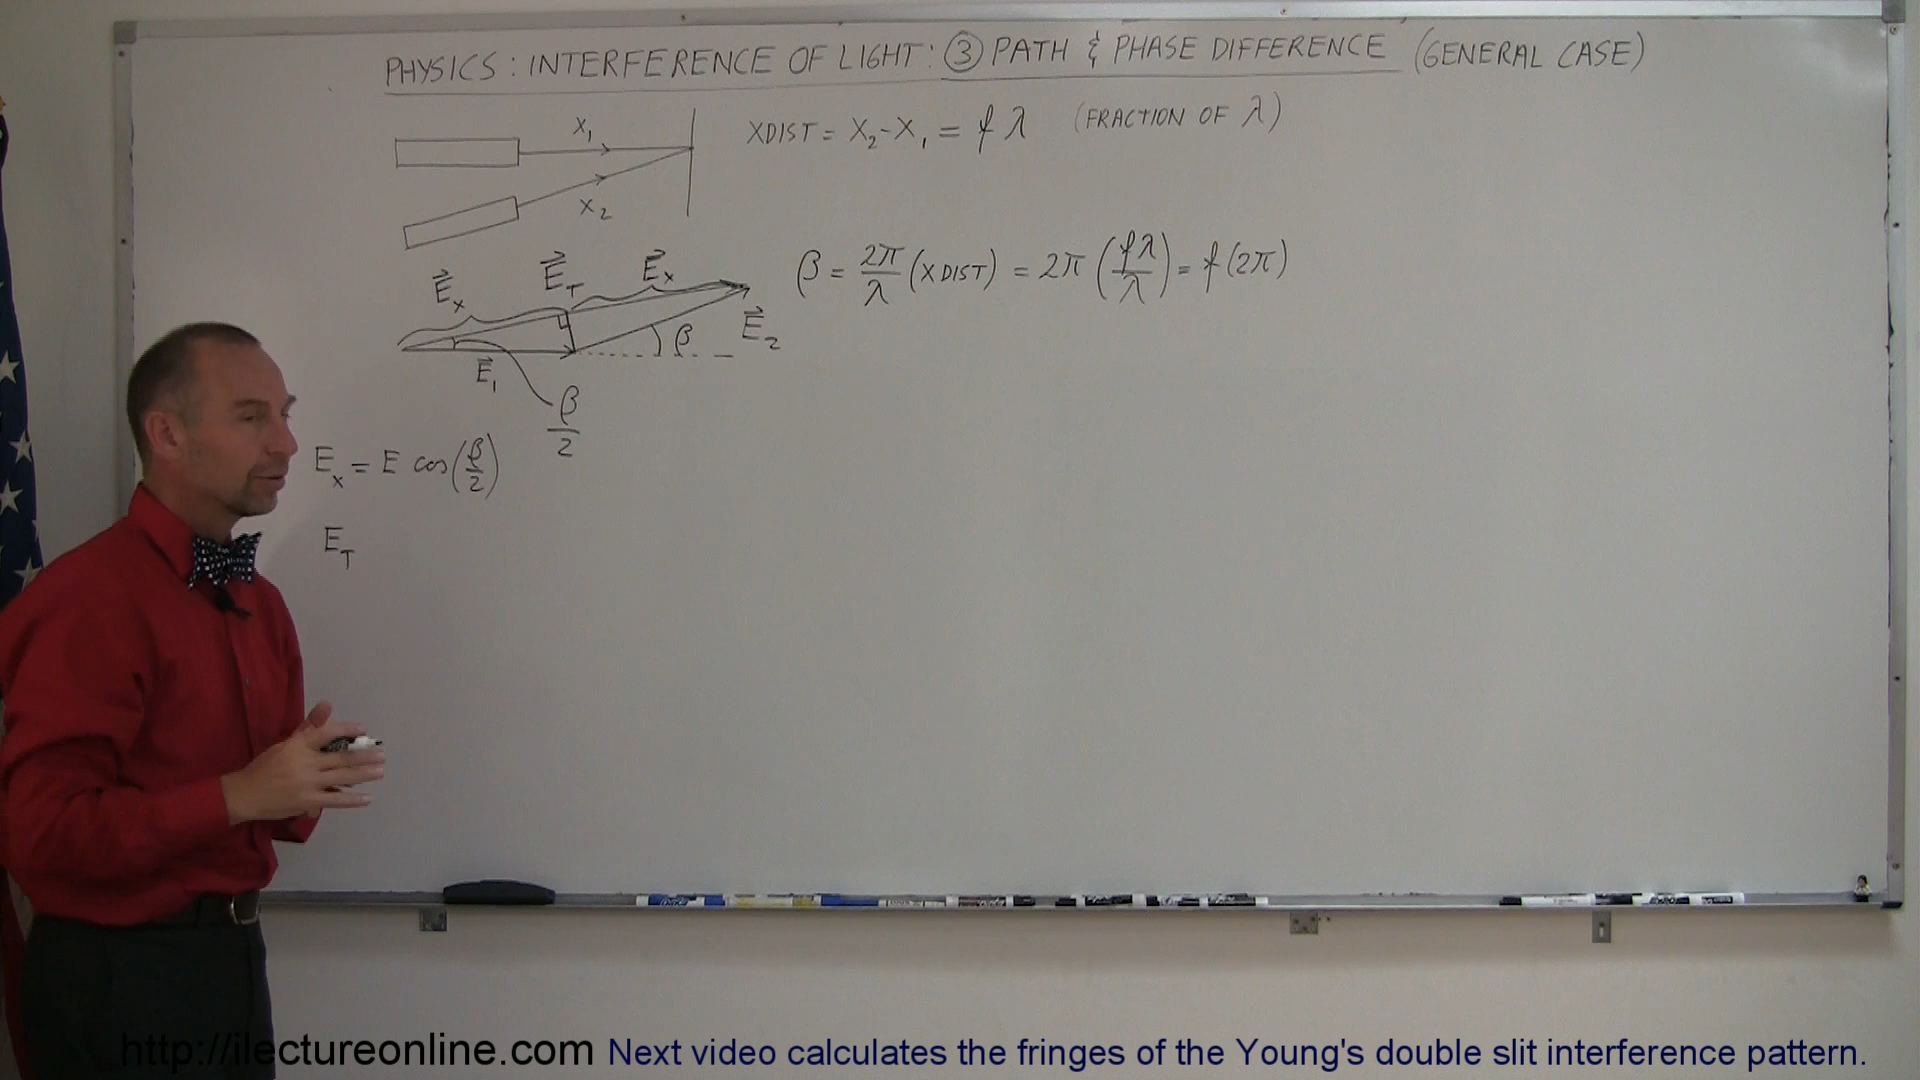 PHYSICS: INTERFERENCE OF LIGHT: ③ PATH & PHASE DIFFERENCE (GENERAL CASE)
X₁
XDIST = X₂-X₁ = f λ (FRACTION OF λ)
X₂
E⃗ₓ E⃗_T E⃗ₓ
β = 2π/λ (XDIST) = 2π (fλ/λ) = f(2π)
E⃗₂
β
E⃗₁
β/2
Eₓ = E cos(β/2)
E_T
http://ilectureonline.com Next video calculates the fringes of the Young's double slit interference pattern.